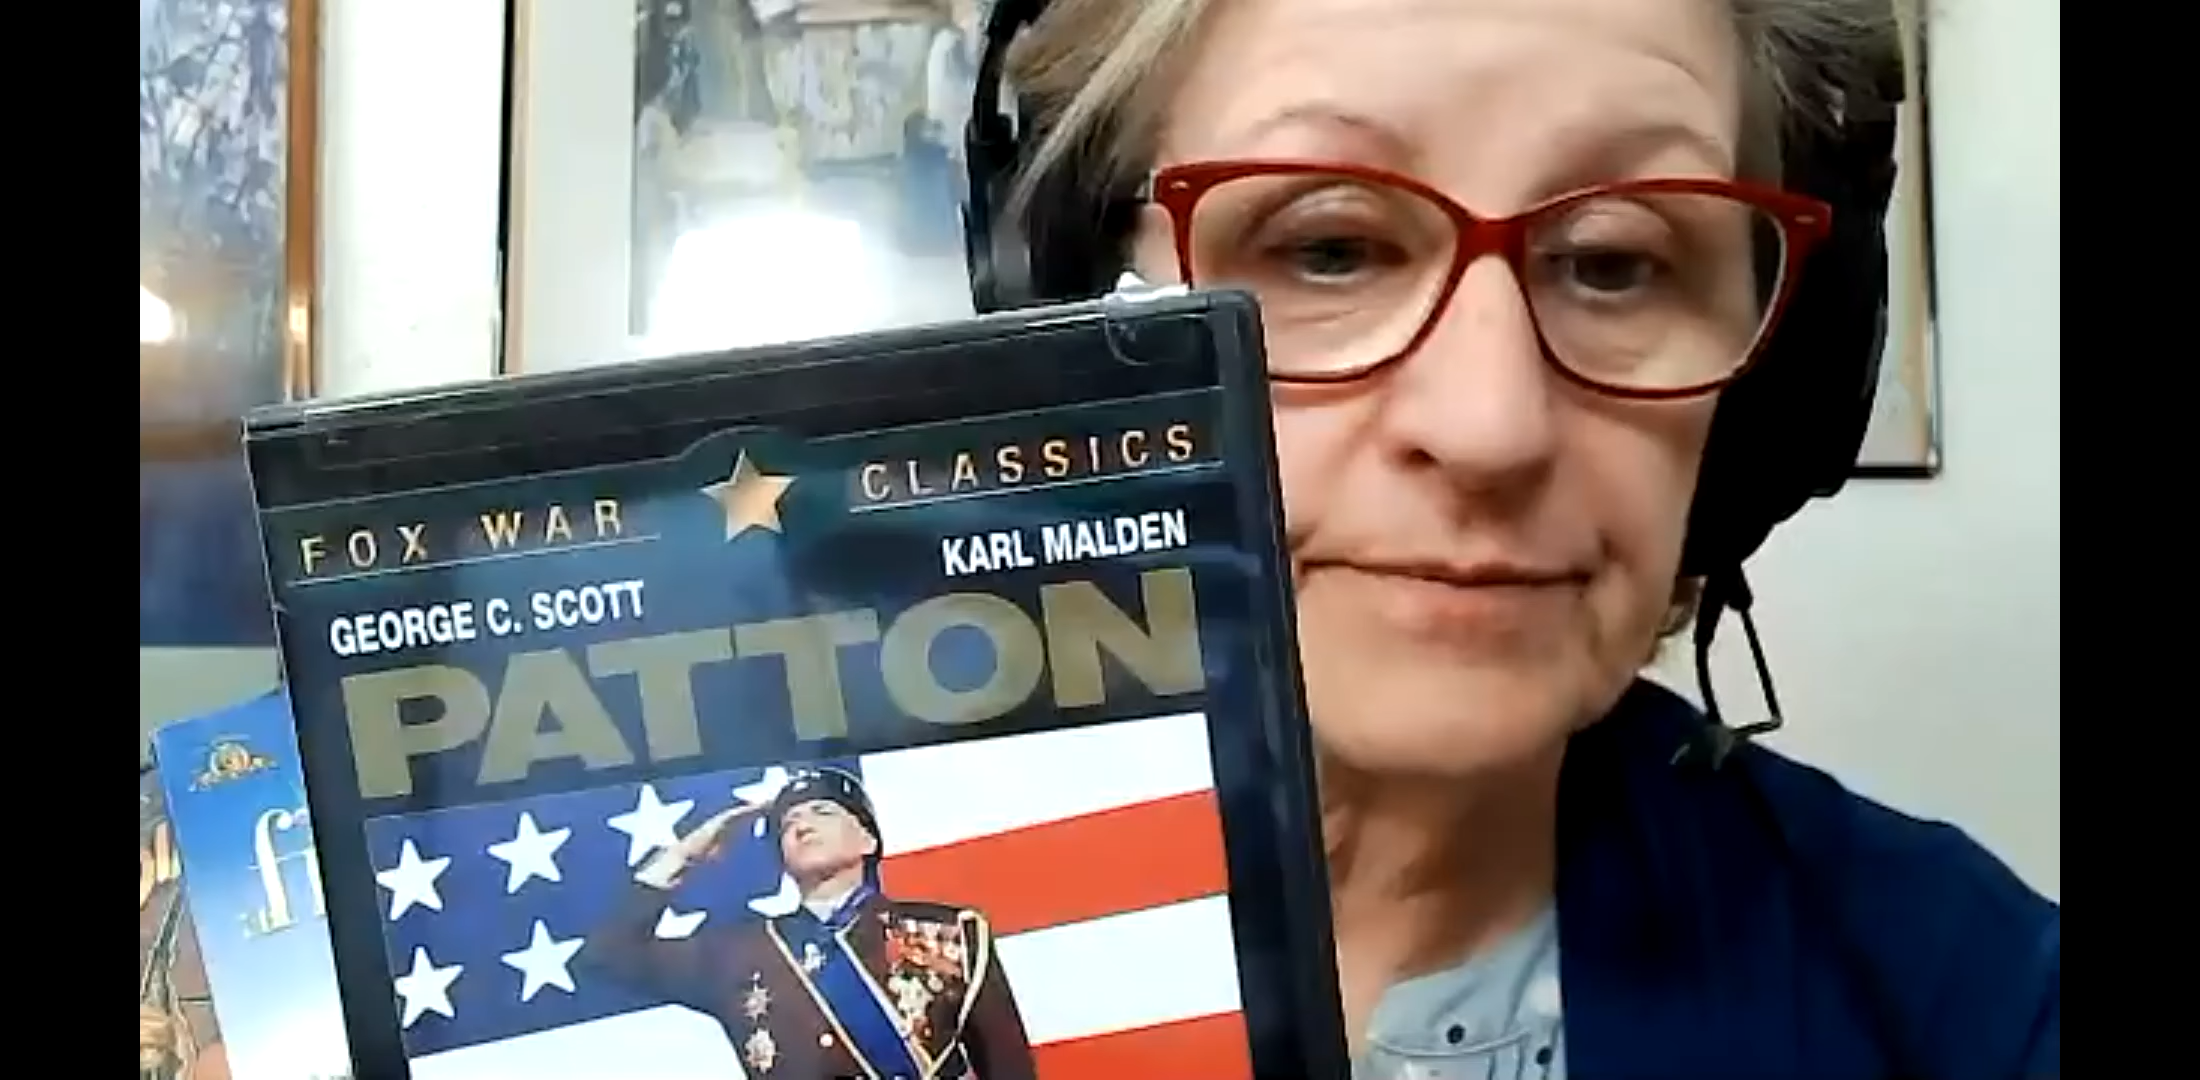 FOX WAR ★ CLASSICS
GEORGE C. SCOTT
KARL MALDEN
PATTON